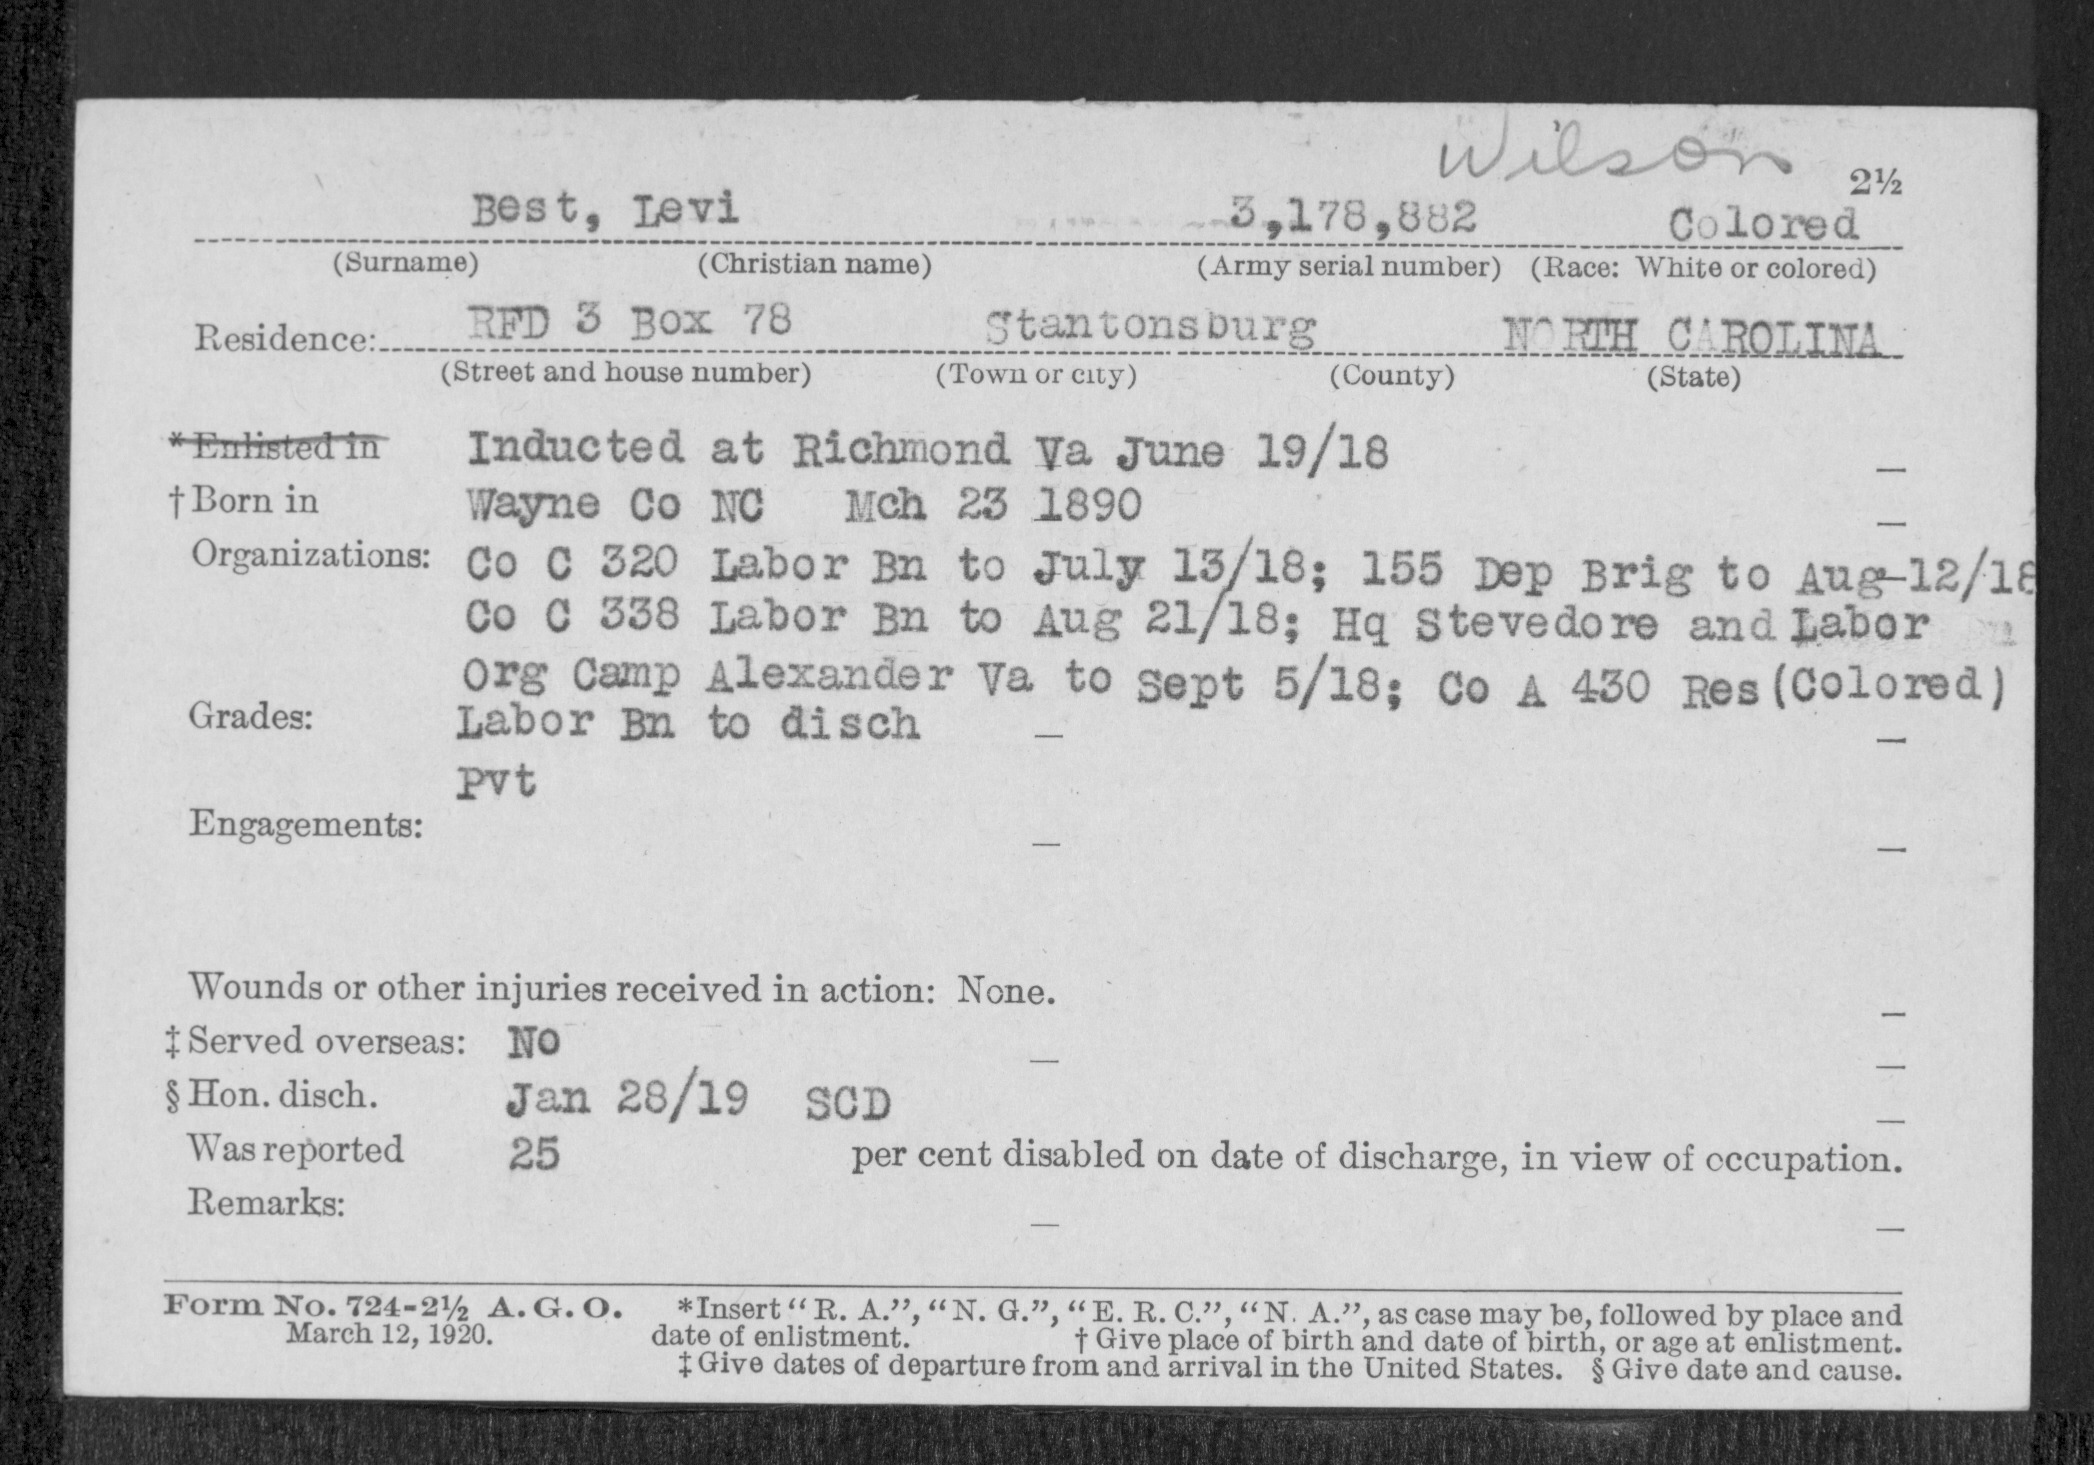 Wilson
2½
Best, Levi 3,178,882 Colored
(Surname) (Christian name) (Army serial number) (Race: White or colored)
Residence: RFD 3 Box 78 Stantonsburg NORTH CAROLINA
(Street and house number) (Town or city) (County) (State)
*Enlisted in Inducted at Richmond Va June 19/18 —
†Born in Wayne Co NC Mch 23 1890 —
Organizations: Co C 320 Labor Bn to July 13/18; 155 Dep Brig to Aug-12/18
Co C 338 Labor Bn to Aug 21/18; Hq Stevedore and Labor
Org Camp Alexander Va to Sept 5/18; Co A 430 Res(Colored)
Grades: Labor Bn to disch — —
Pvt
Engagements: — —
Wounds or other injuries received in action: None. —
‡Served overseas: No — —
§Hon. disch. Jan 28/19 SCD —
Was reported 25 per cent disabled on date of discharge, in view of occupation.
Remarks: — —
Form No. 724-2½ A.G.O. *Insert "R. A.", "N. G.", "E. R. C.", "N. A.", as case may be, followed by place and
March 12, 1920. date of enlistment. †Give place of birth and date of birth, or age at enlistment.
‡Give dates of departure from and arrival in the United States. §Give date and cause.